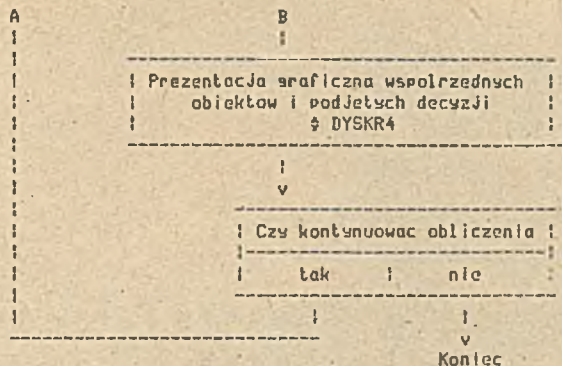 A B
Prezentacja graficzna wspolrzednych
obiektow i podjetych decyzji
$ DYSKR4
v
Czy kontynuowac obliczenia
tak nie
v
Koniec